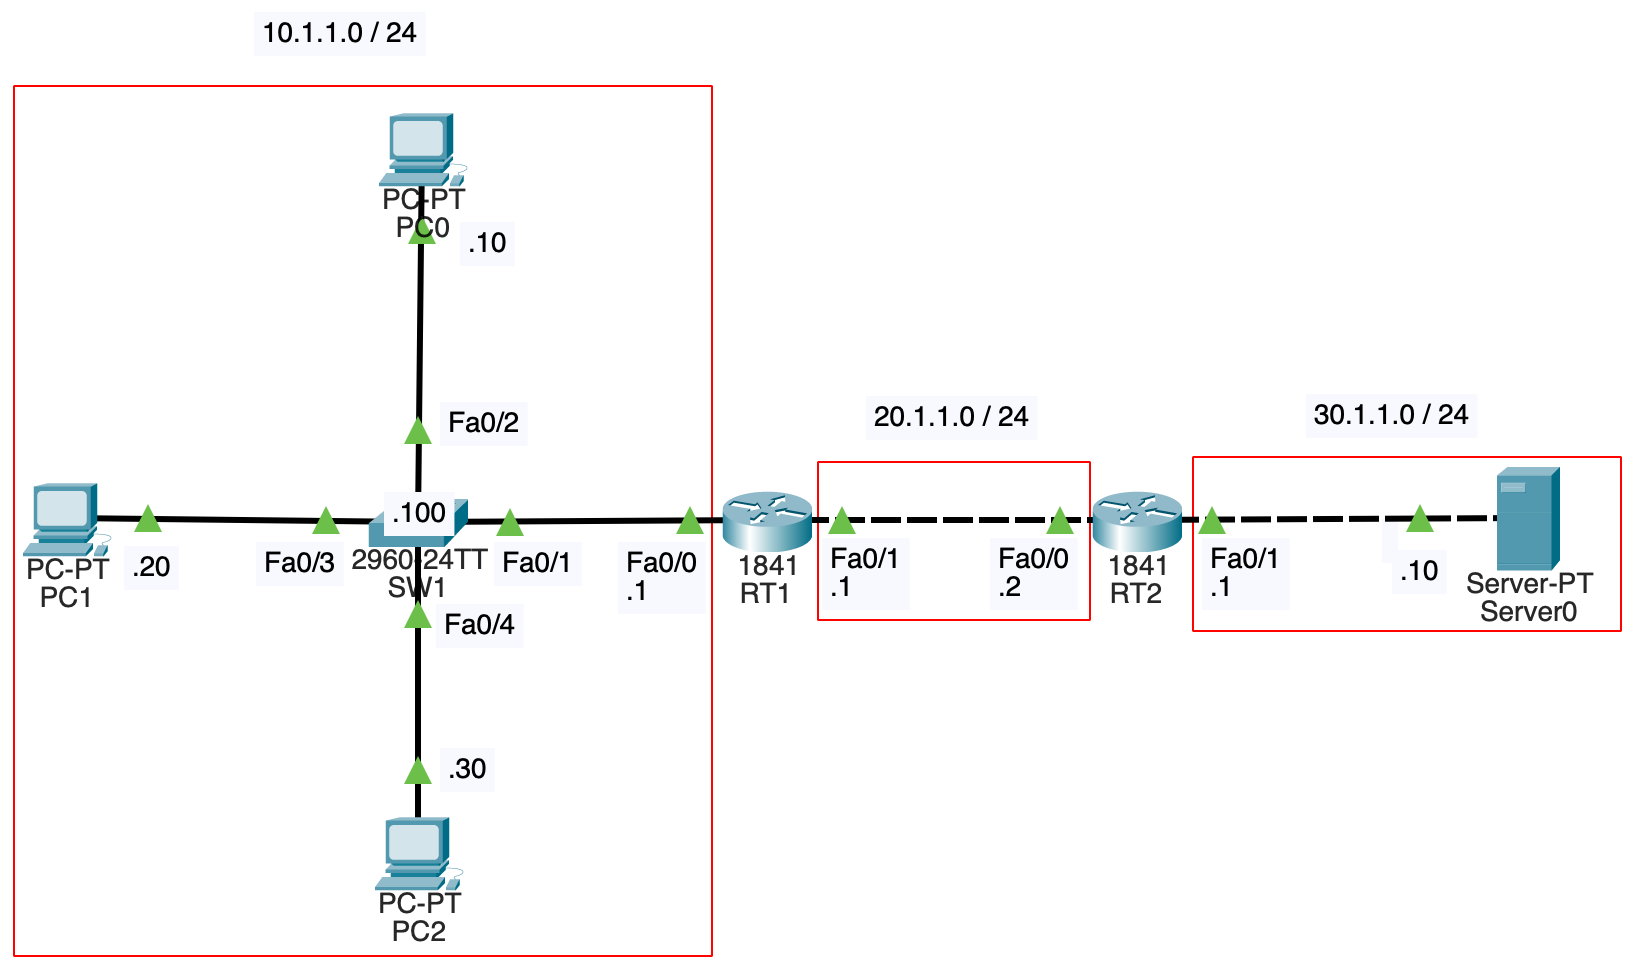 10.1.1.0 / 24
PC-PT
PC0
.10
Fa0/2
20.1.1.0 / 24
30.1.1.0 / 24
.100
2960-24TT
SW1
PC-PT
PC1
.20
Fa0/3
Fa0/1
Fa0/0
.1
1841
RT1
Fa0/1
.1
Fa0/0
.2
1841
RT2
Fa0/1
.1
.10
Server-PT
Server0
Fa0/4
.30
PC-PT
PC2